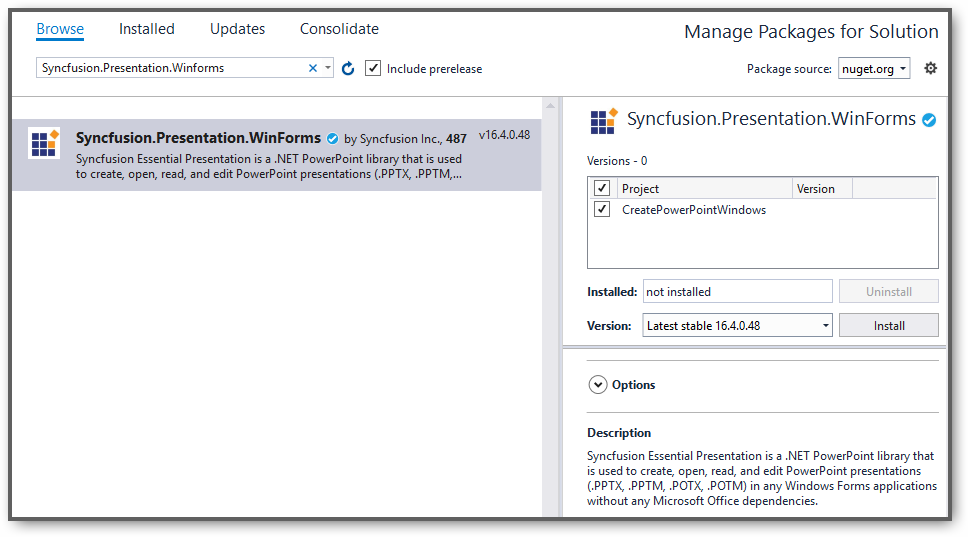 Browse Installed Updates Consolidate
Manage Packages for Solution
Syncfusion.Presentation.Winforms
Include prerelease
Package source: nuget.org
Syncfusion.Presentation.WinForms by Syncfusion Inc., 487 v16.4.0.48
Syncfusion Essential Presentation is a .NET PowerPoint library that is used
to create, open, read, and edit PowerPoint presentations (.PPTX, .PPTM,...
Syncfusion.Presentation.WinForms
Versions - 0
Project Version
CreatePowerPointWindows
Installed: not installed Uninstall
Version: Latest stable 16.4.0.48 Install
Options
Description
Syncfusion Essential Presentation is a .NET PowerPoint library that
is used to create, open, read, and edit PowerPoint presentations
(.PPTX, .PPTM, .POTX, .POTM) in any Windows Forms applications
without any Microsoft Office dependencies.